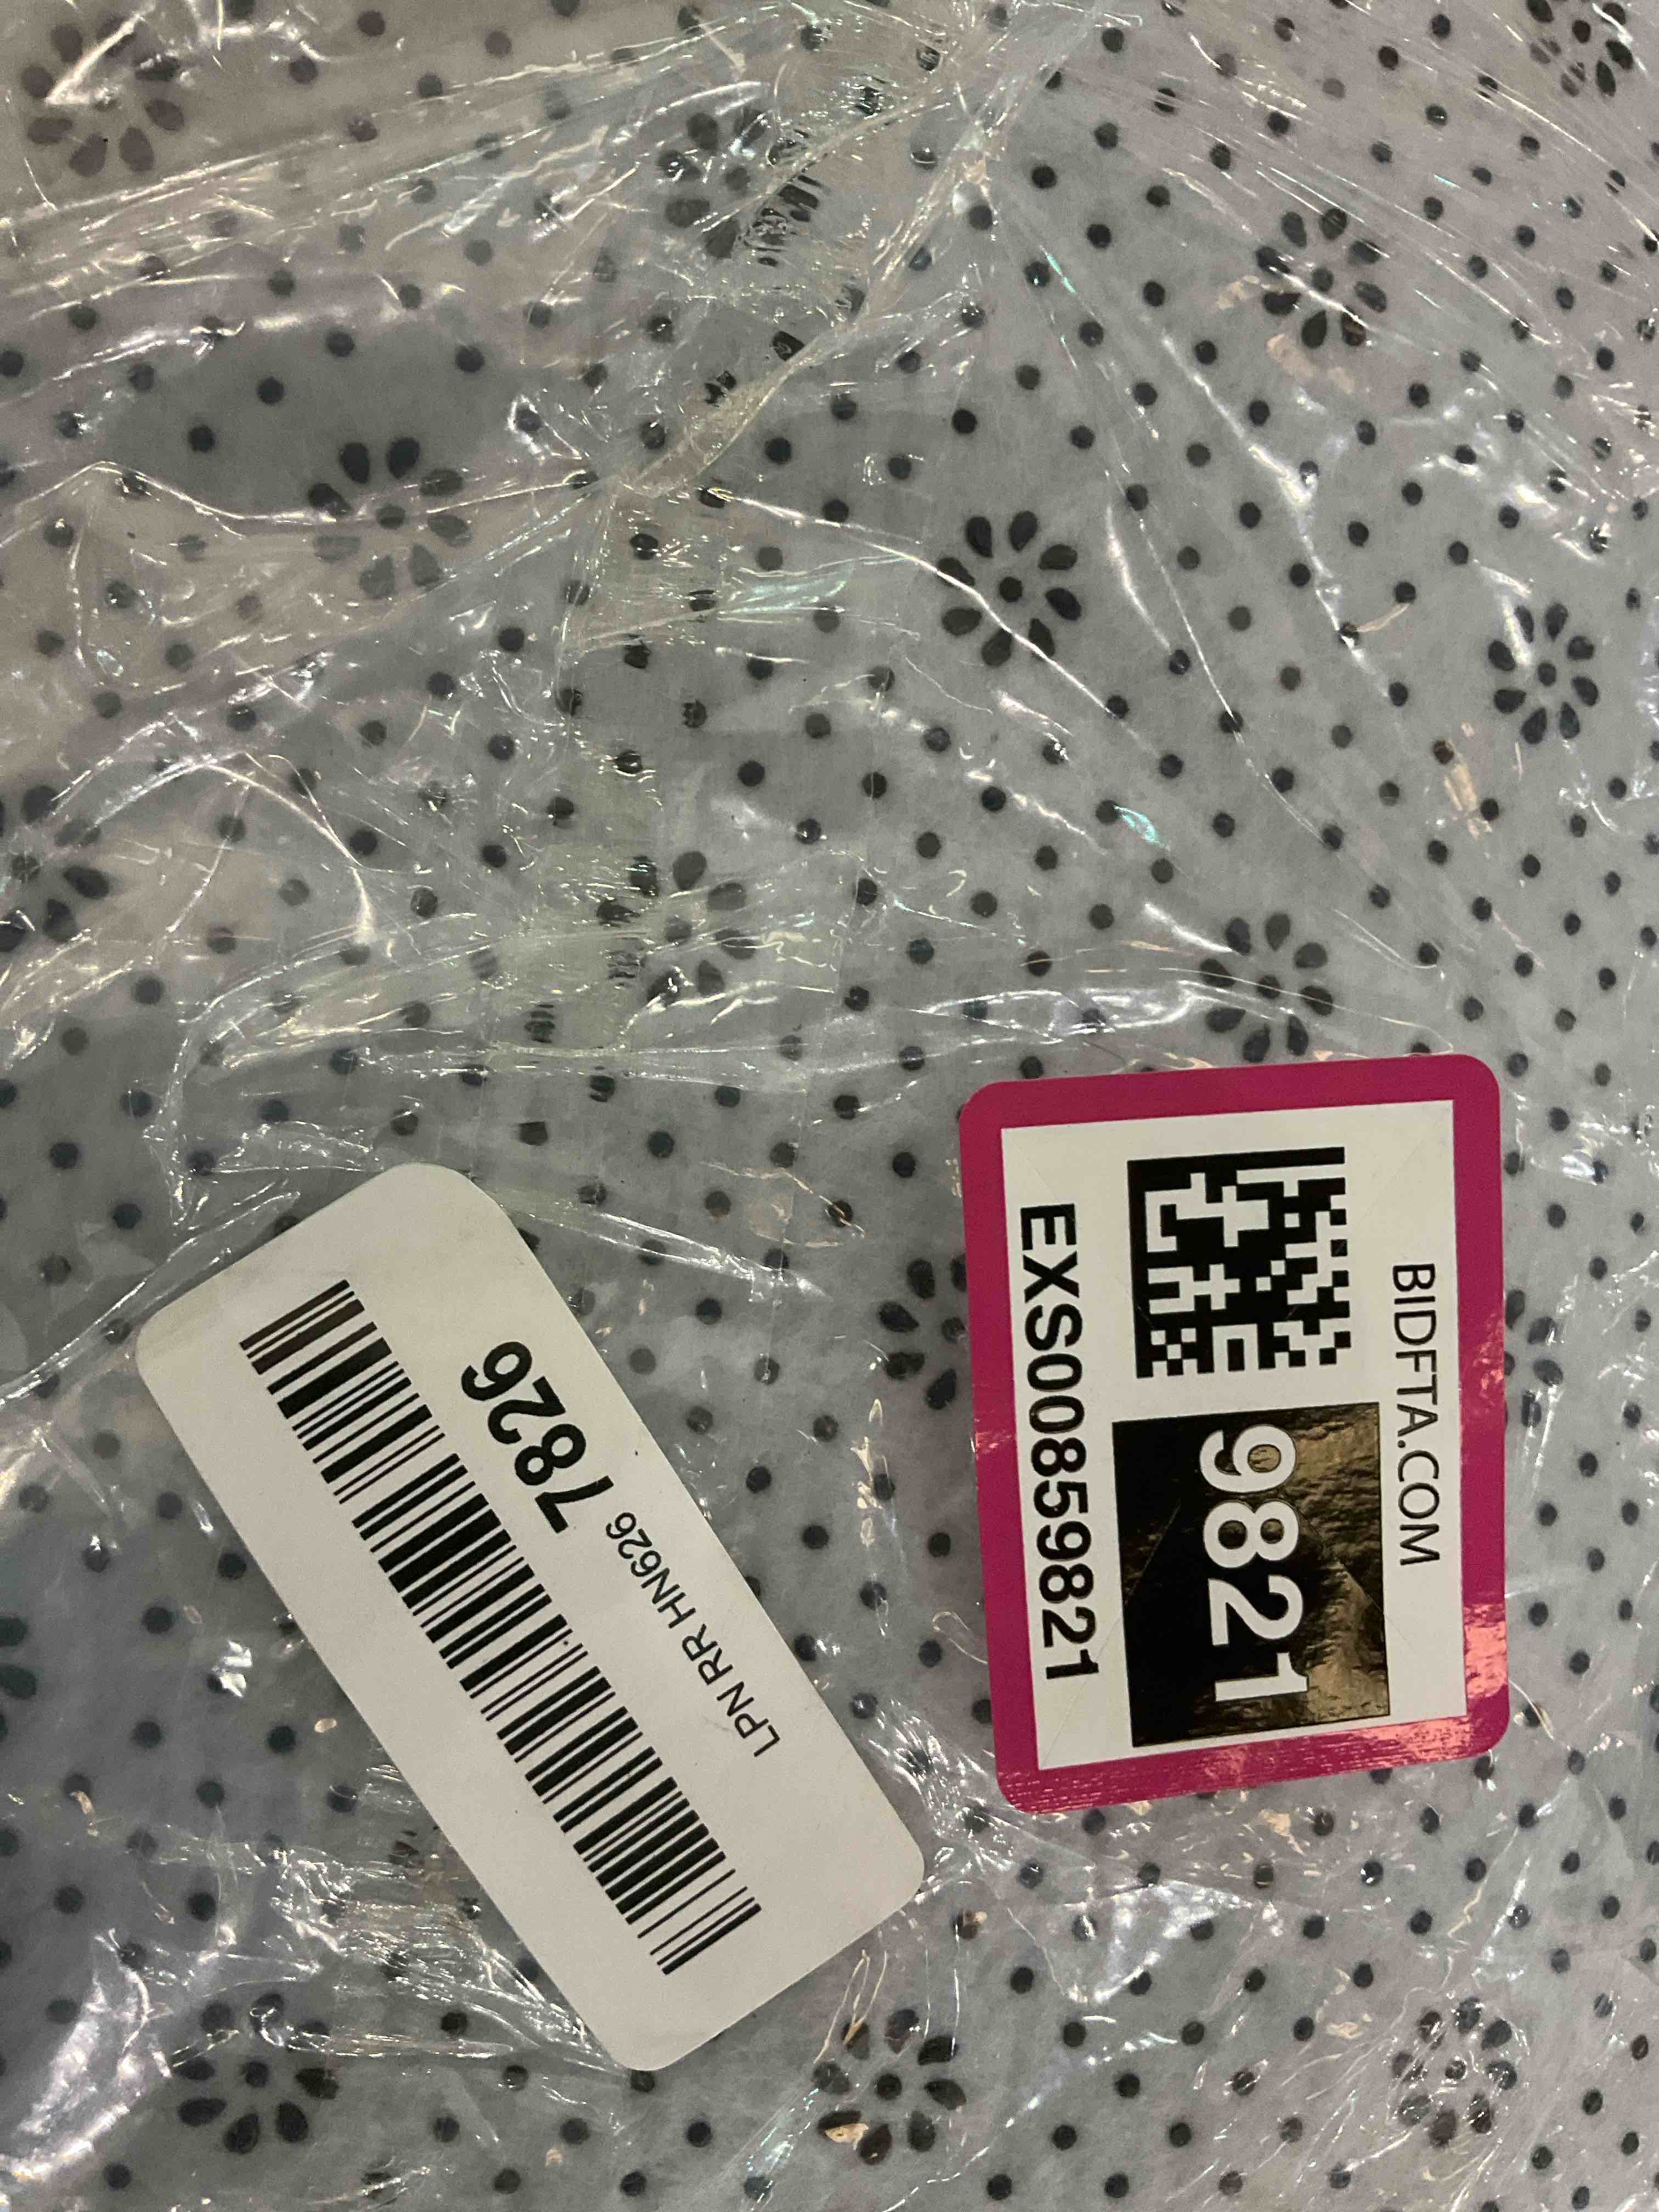 BIDFTA.COM
9821
EXS00859821
LPN RR HN626 7826